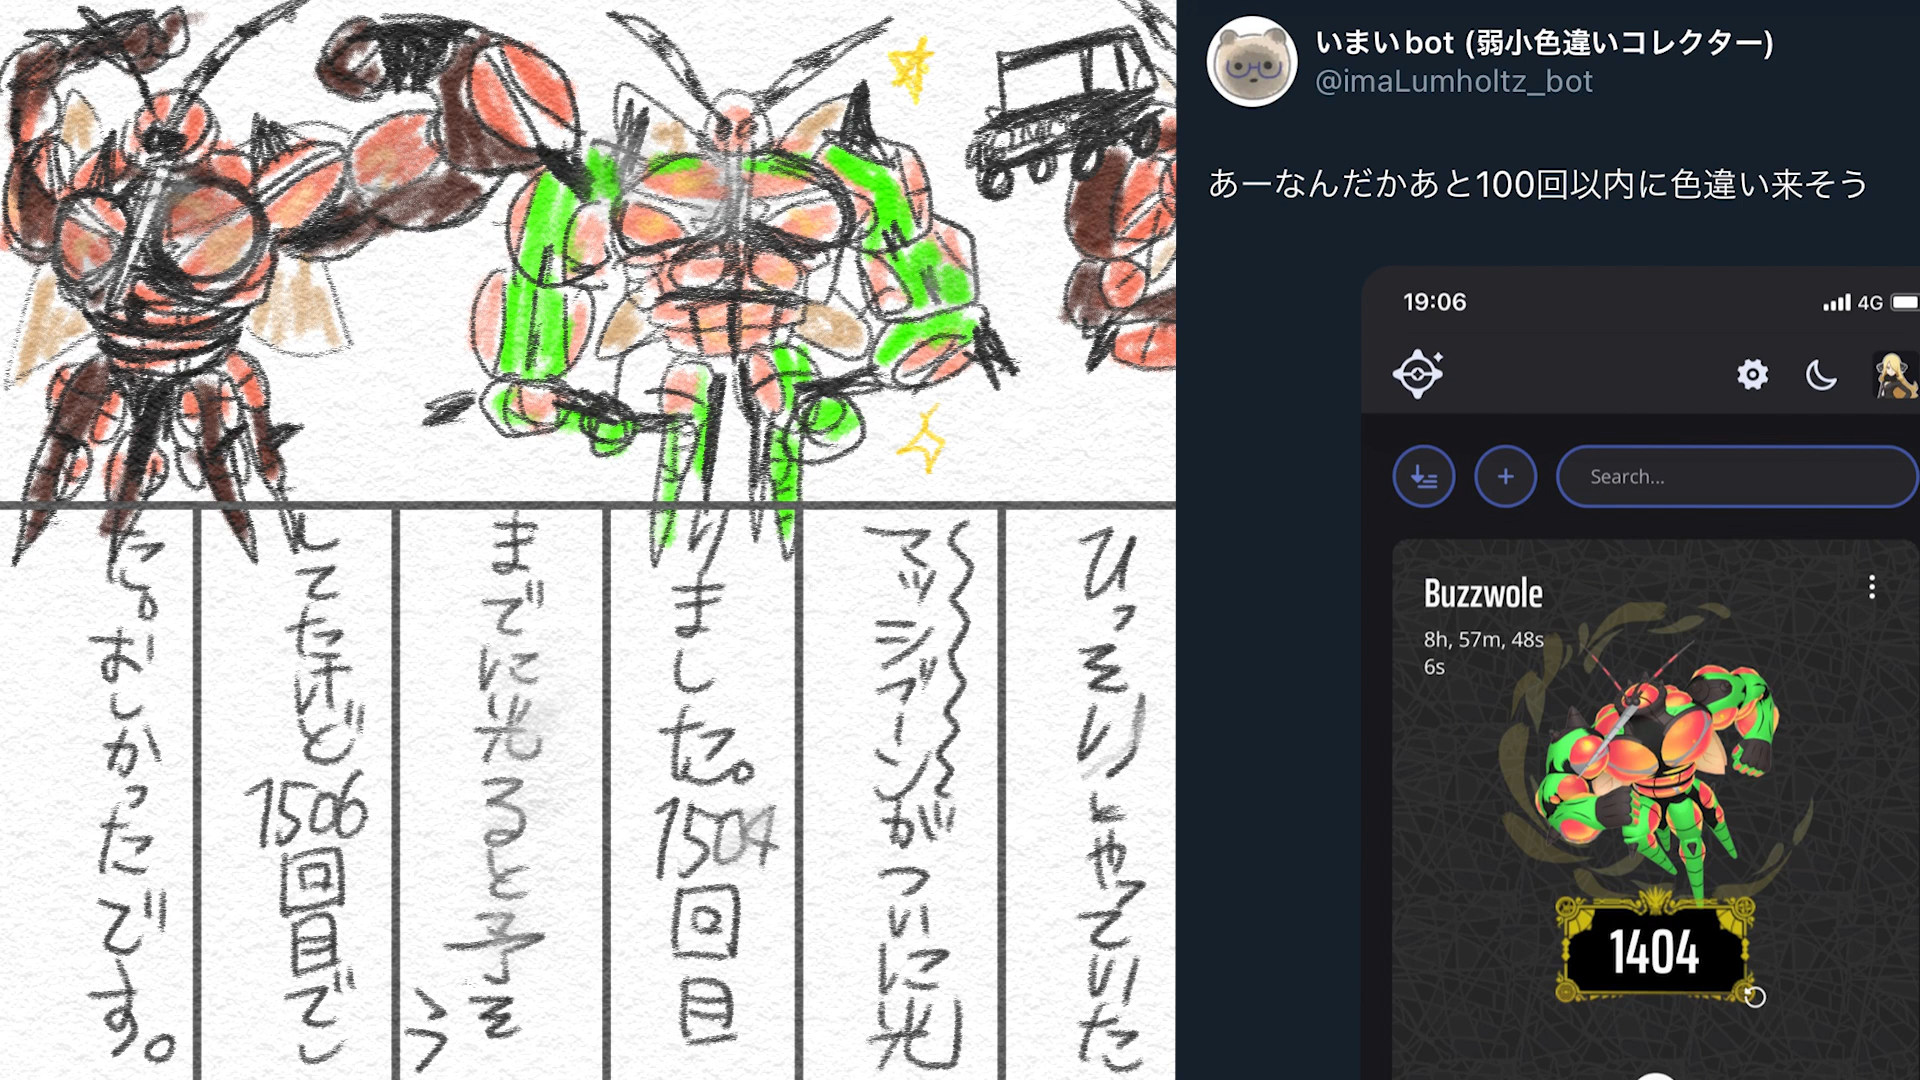 ひっそりとやっていた
マッシブーンがついに光
りました。1504回目
までに光ると予そう
してたけど1506回目でし
た。おしかったです。
いまいbot (弱小色違いコレクター)
@imaLumholtz_bot
あーなんだかあと100回以内に色違い来そう
19:06
4G
Search...
Buzzwole
8h, 57m, 48s
6s
1404